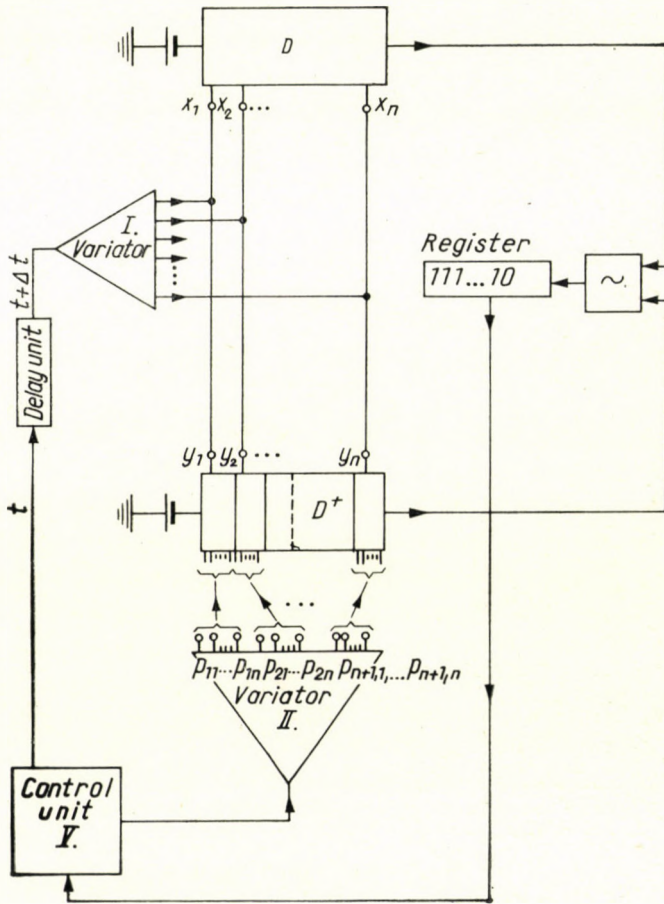 D
x₁ x₂ ... xₙ
I.
Variator
t + Δt
Register
111...10
~
Delay unit
y₁ y₂ ... yₙ
D⁺
t
...
p₁₁...p₁ₙ p₂₁...p₂ₙ pₙ₊₁,₁,...pₙ₊₁,ₙ
Variator
II.
Control
unit
V.